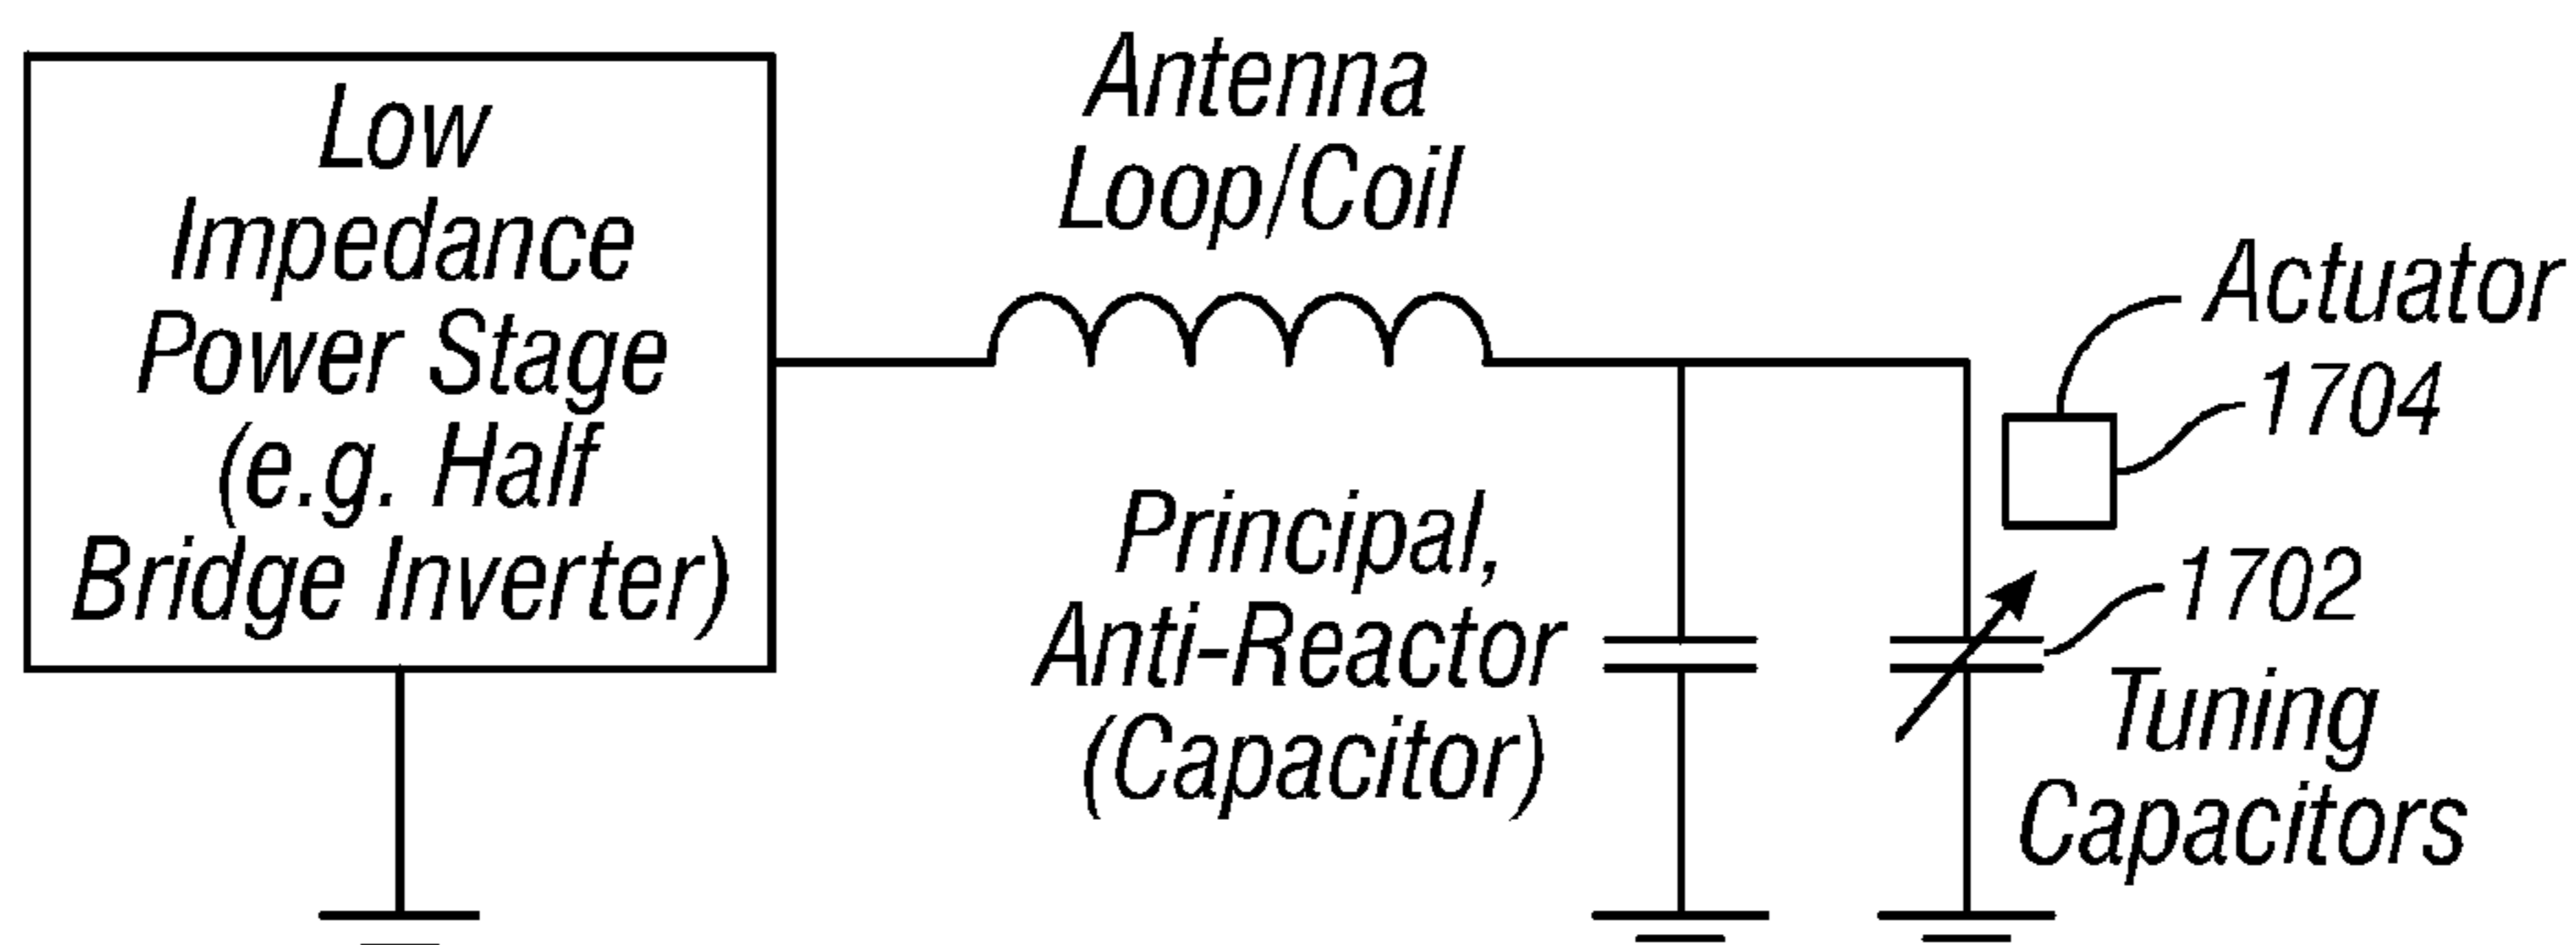 Low
Impedance
Power Stage
(e.g. Half
Bridge Inverter)
Antenna
Loop/Coil
Principal,
Anti-Reactor
(Capacitor)
Actuator
1704
1702
Tuning
Capacitors